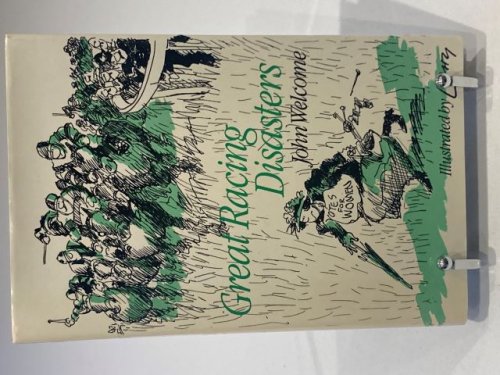 Great Racing
Disasters
John Welcome
VOTES
FOR
WOMEN
Illustrated by